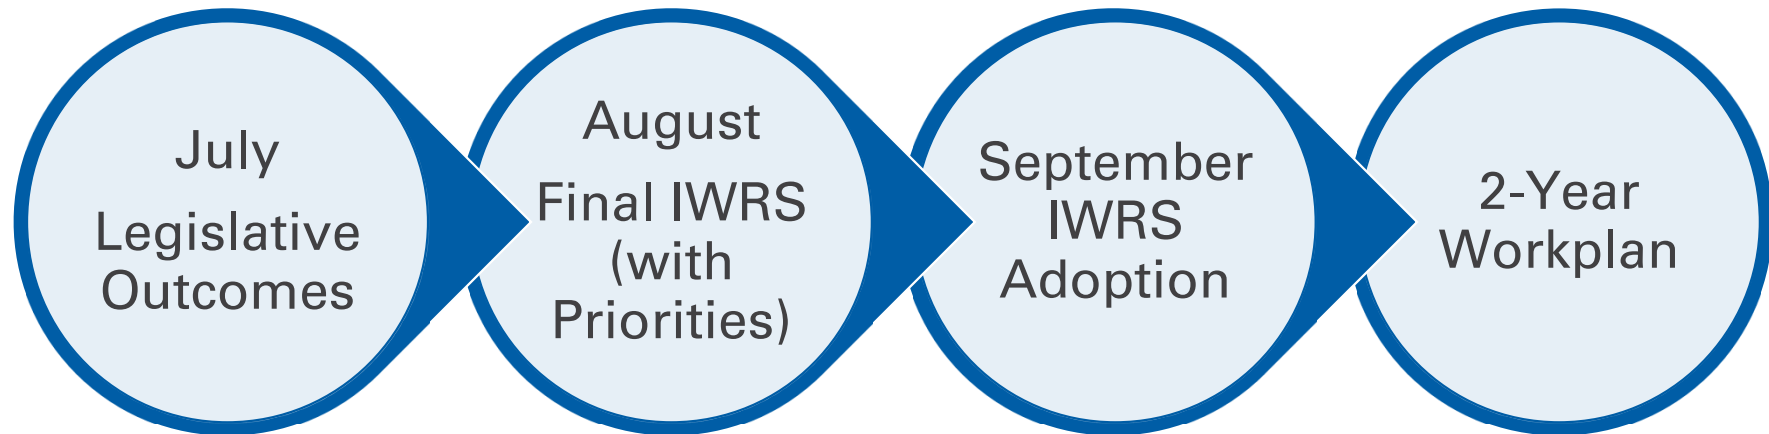 July
Legislative
Outcomes
August
Final IWRS
(with
Priorities)
September
IWRS
Adoption
2-Year
Workplan